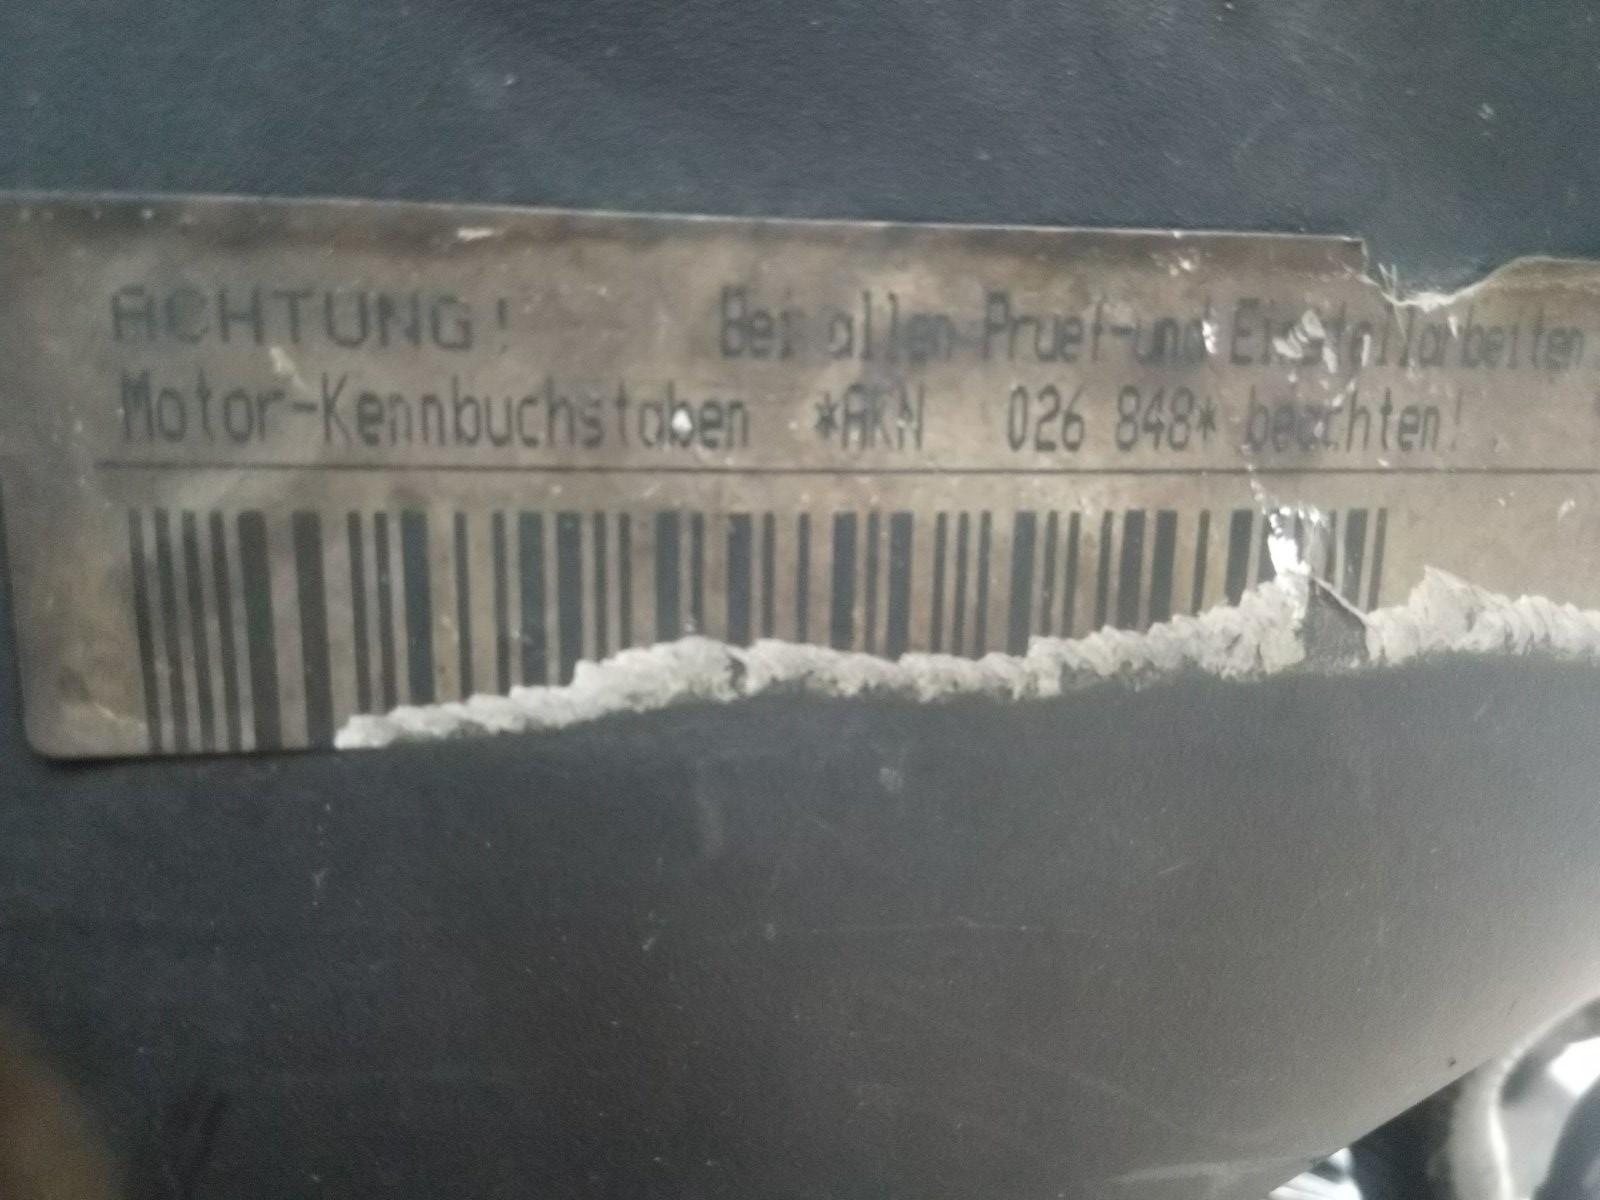 ACHTUNG! Bei allen Pruef-und Einstellarbeiten
Motor-Kennbuchstaben *AKN 026 848* beachten!